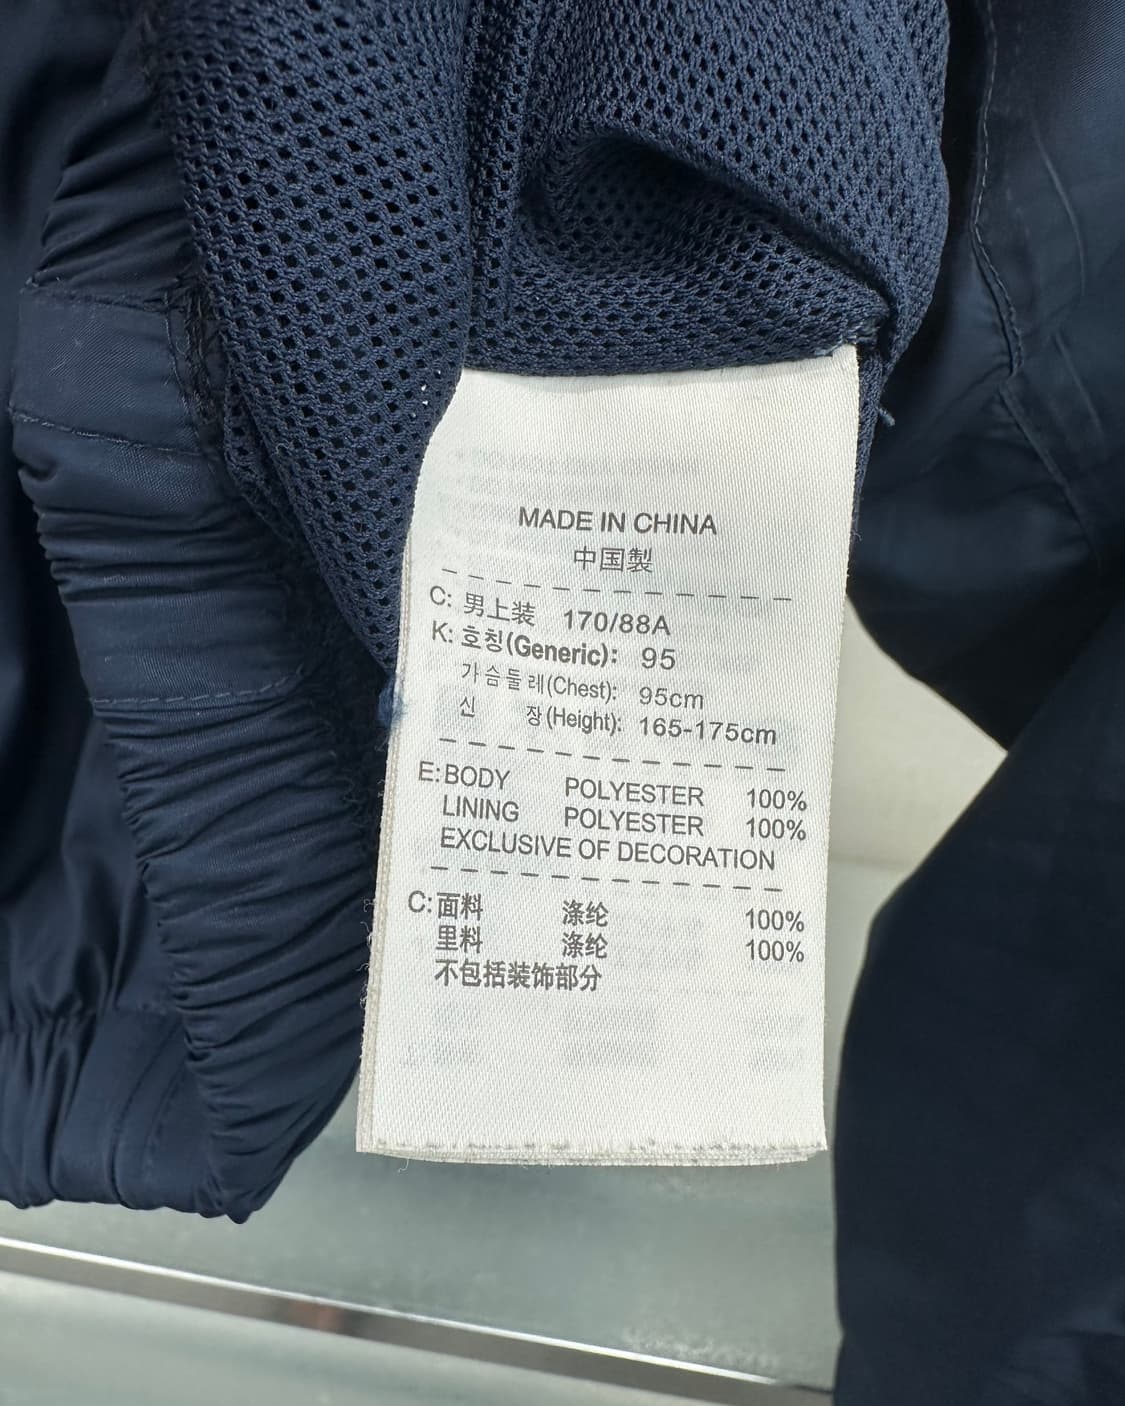 MADE IN CHINA
中国製
C: 男上装 170/88A
K: 호칭(Generic): 95
가슴둘레(Chest): 95cm
신 장(Height): 165-175cm
E: BODY POLYESTER 100%
LINING POLYESTER 100%
EXCLUSIVE OF DECORATION
C: 面料 涤纶 100%
里料 涤纶 100%
不包括装饰部分